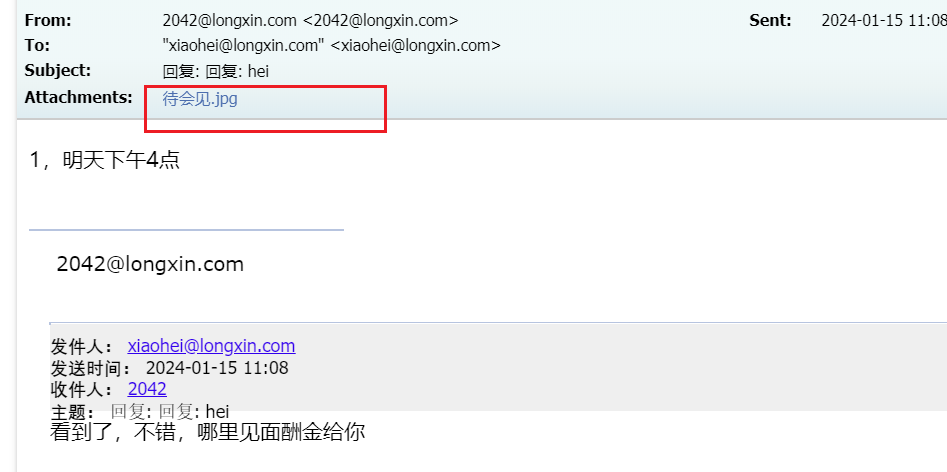 From: 2042@longxin.com <2042@longxin.com> Sent: 2024-01-15 11:08
To: "xiaohei@longxin.com" <xiaohei@longxin.com>
Subject: 回复: 回复: hei
Attachments: 待会见.jpg
1，明天下午4点
2042@longxin.com
发件人： xiaohei@longxin.com
发送时间： 2024-01-15 11:08
收件人： 2042
主题： 回复: 回复: hei
看到了，不错，哪里见面酬金给你